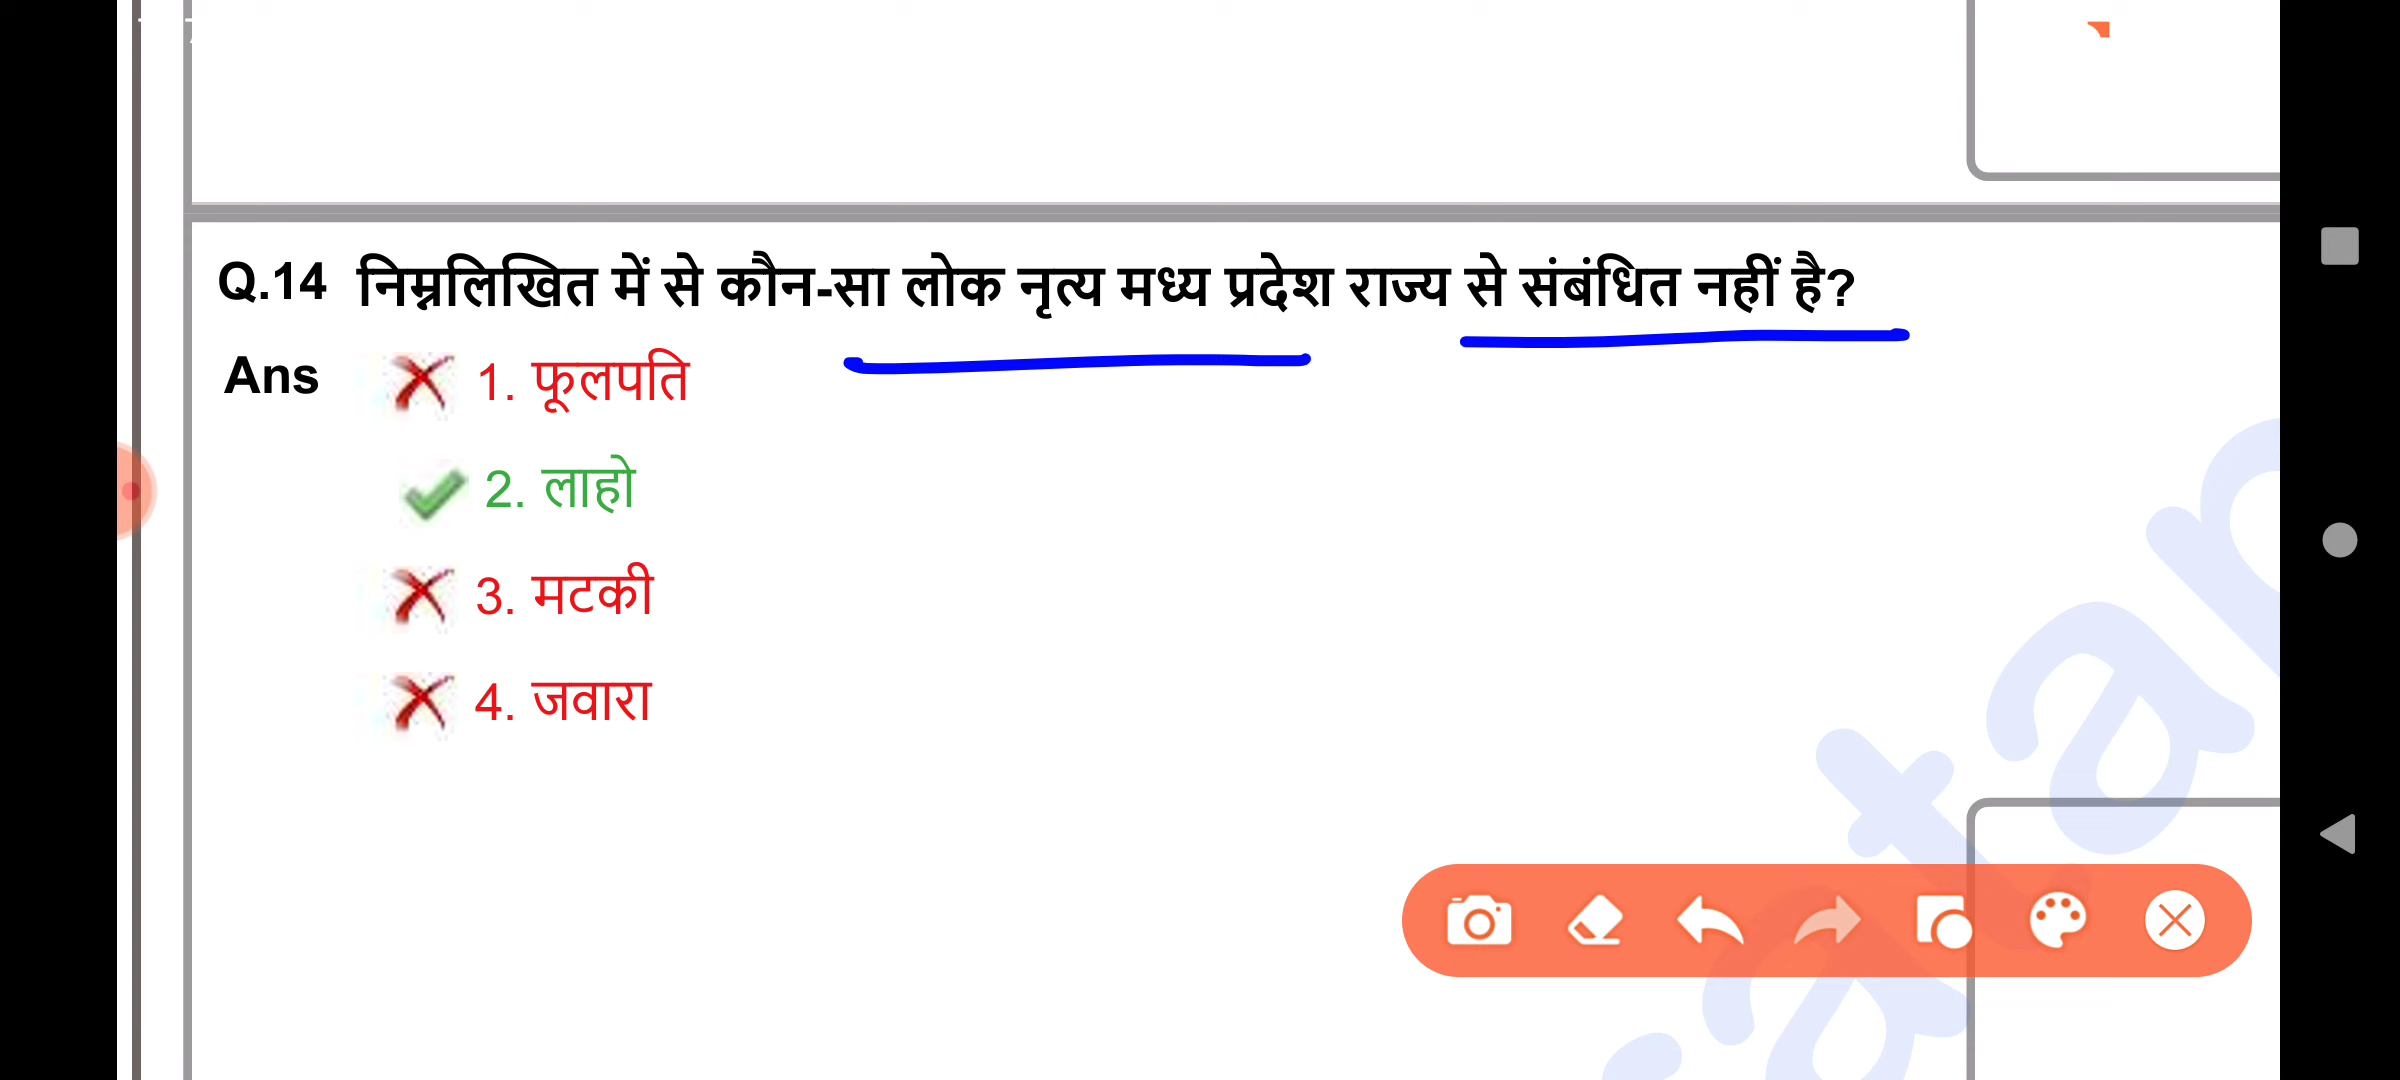 Q.14 निम्नलिखित में से कौन-सा लोक नृत्य मध्य प्रदेश राज्य से संबंधित नहीं है?
Ans 1. फूलपति
2. लाहो
3. मटकी
4. जवारा